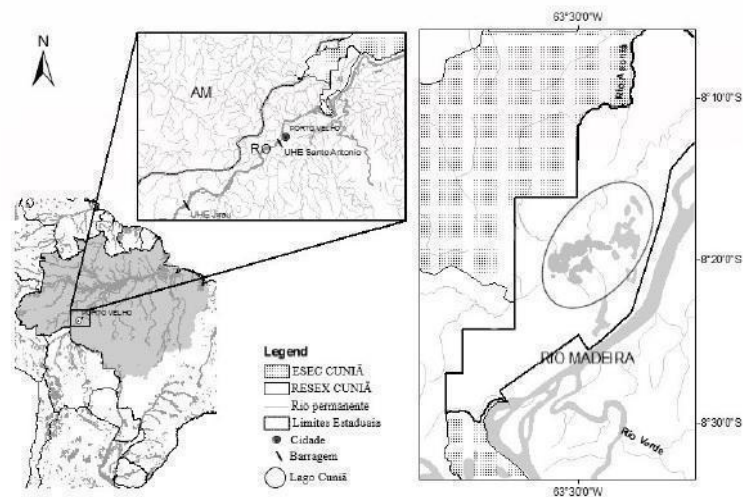 N
AM
RO
PORTO VELHO
UHE Santo Antonio
UHE Jirau
PORTO VELHO
Legend
ESEC CUNIÃ
RESEX CUNIÃ
Rio permanente
Limites Estaduais
Cidade
Barragem
Lago Cuniã
63°30'0"W
8°10'0"S
8°20'0"S
RIO MADEIRA
8°30'0"S
Rio Verde
63°30'0"W